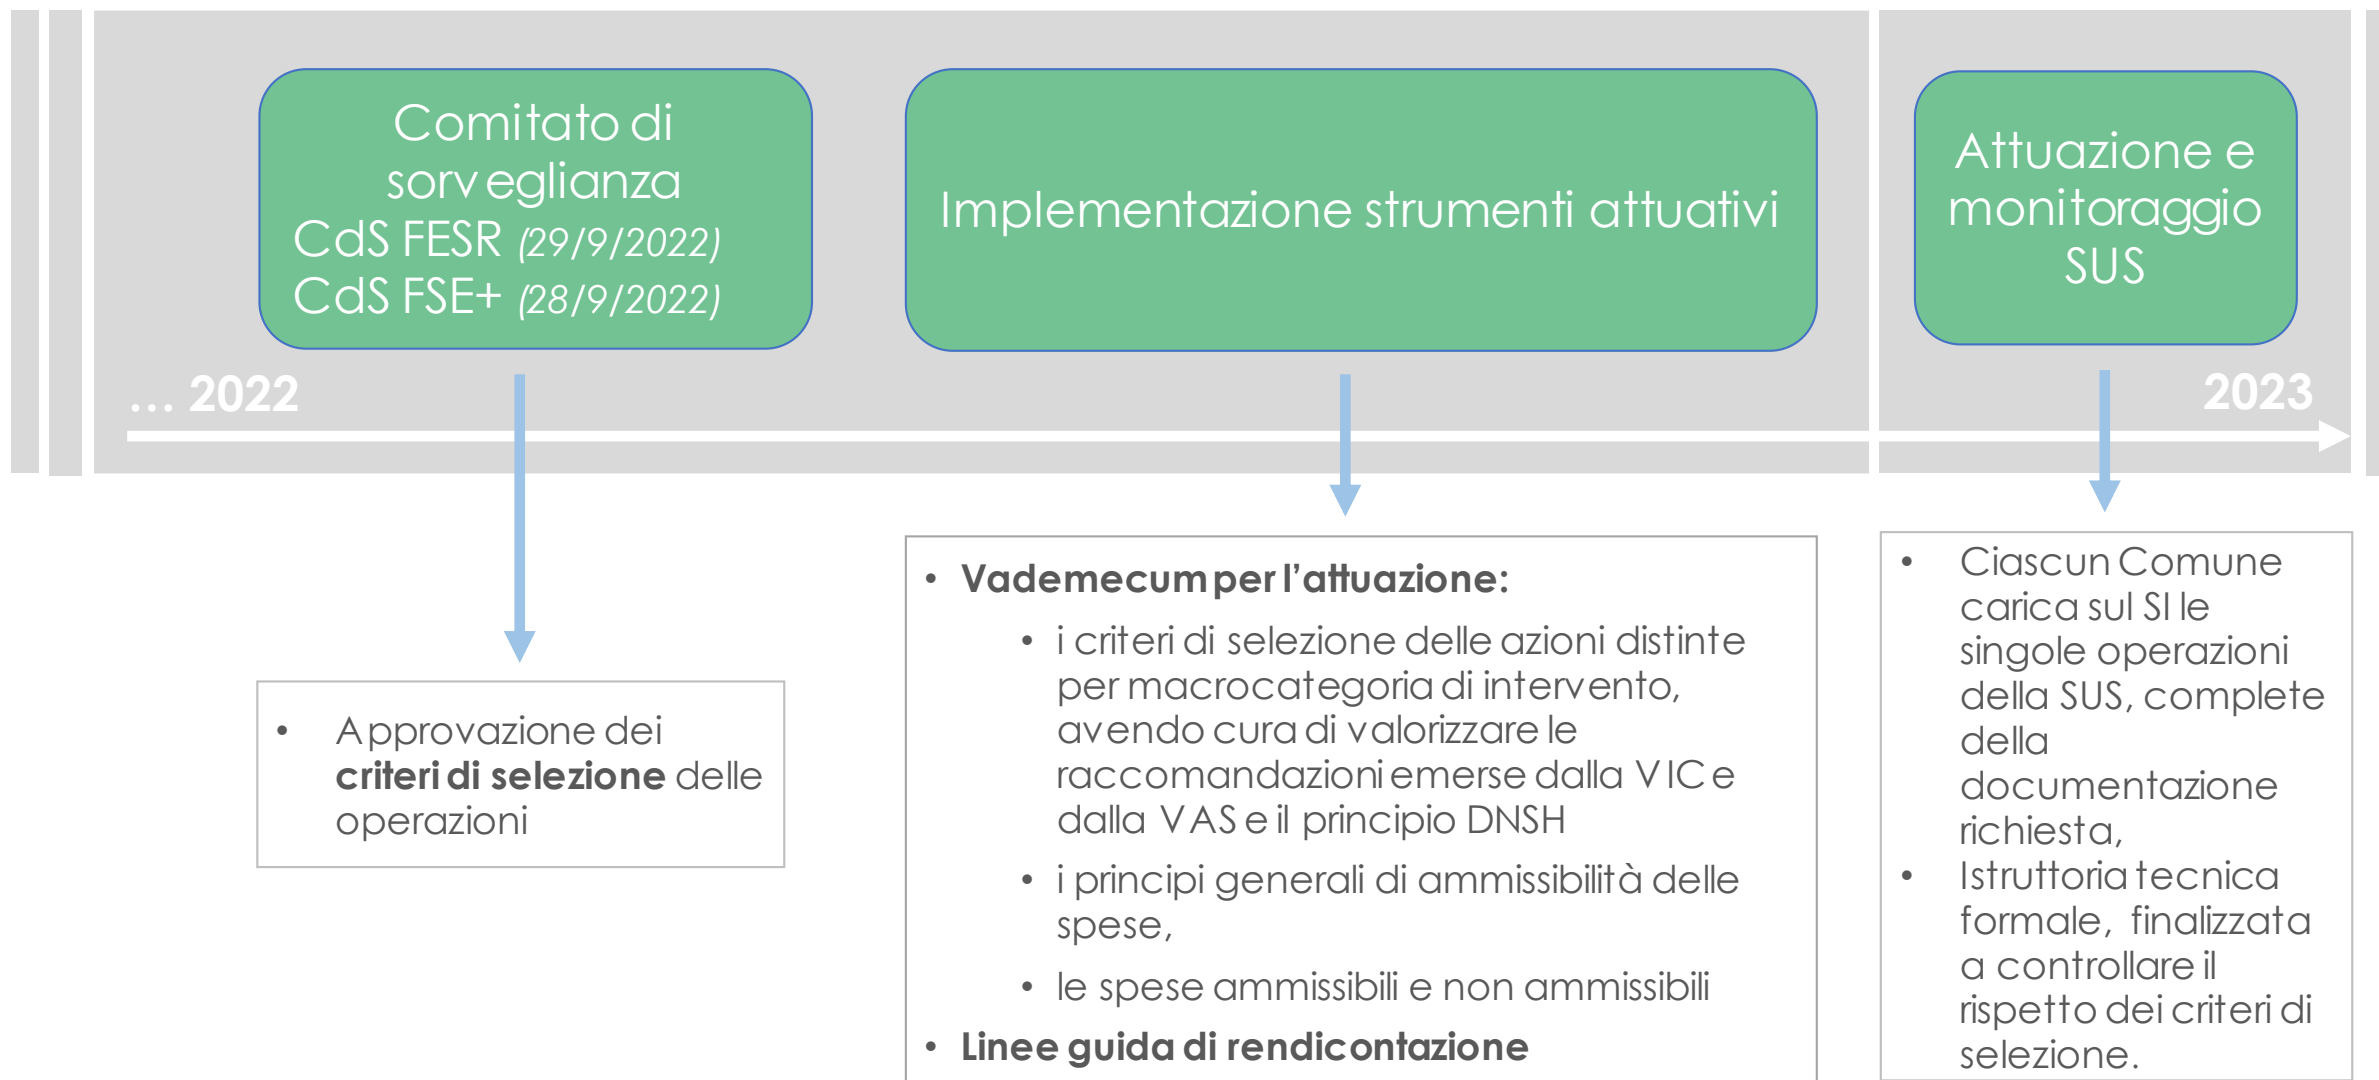 Comitato di
sorveglianza
CdS FESR (29/9/2022)
CdS FSE+ (28/9/2022)
Implementazione strumenti attuativi
Attuazione e
monitoraggio
SUS
... 2022
2023
• Approvazione dei
criteri di selezione delle
operazioni
• Vademecum per l’attuazione:
• i criteri di selezione delle azioni distinte
per macrocategoria di intervento,
avendo cura di valorizzare le
raccomandazioni emerse dalla VIC e
dalla VAS e il principio DNSH
• i principi generali di ammissibilità delle
spese,
• le spese ammissibili e non ammissibili
• Linee guida di rendicontazione
• Ciascun Comune
carica sul SI le
singole operazioni
della SUS, complete
della
documentazione
richiesta,
• Istruttoria tecnica
formale, finalizzata
a controllare il
rispetto dei criteri di
selezione.